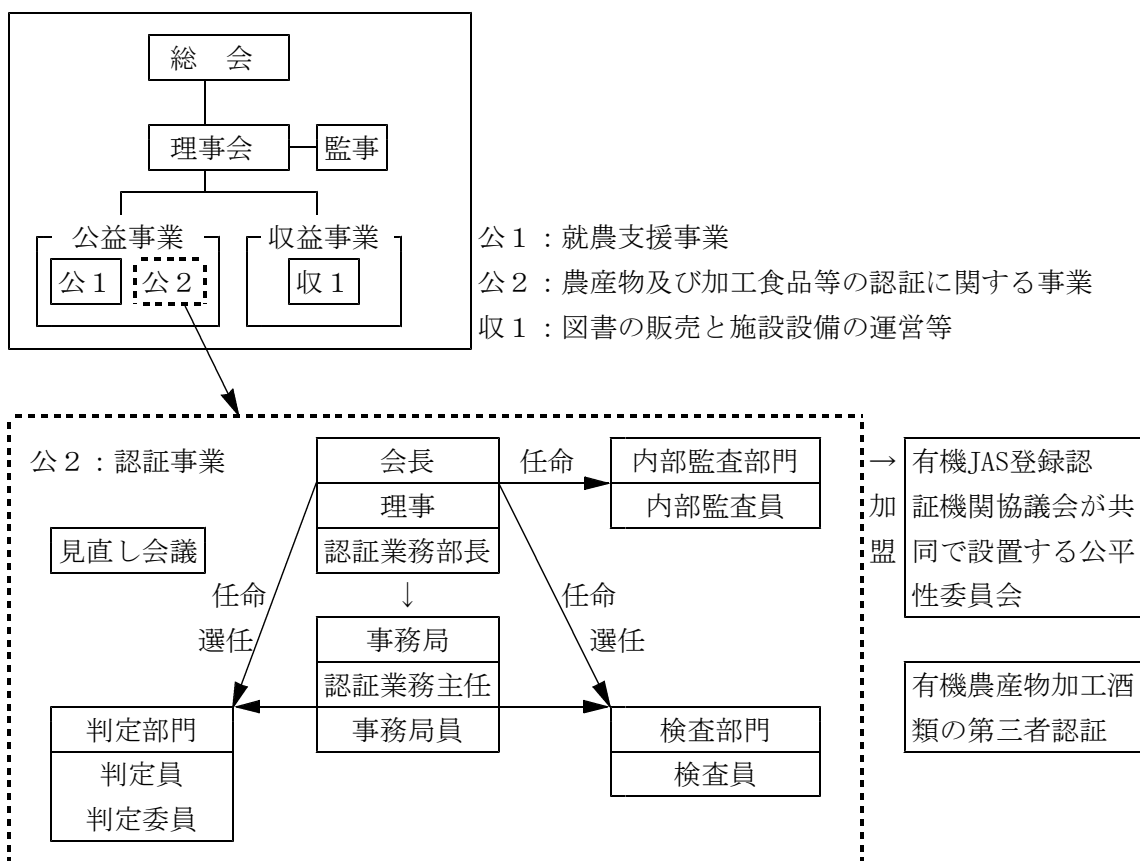 総　会
理事会
監事
公益事業
収益事業
公１
公２
収１
公１：就農支援事業
公２：農産物及び加工食品等の認証に関する事業
収１：図書の販売と施設設備の運営等
公２：認証事業
会長
任命
内部監査部門
理事
内部監査員
見直し会議
認証業務部長
→
加
盟
有機JAS登録認
証機関協議会が共
同で設置する公平
性委員会
任命
選任
↓
任命
選任
事務局
認証業務主任
事務局員
有機農産物加工酒
類の第三者認証
判定部門
判定員
判定委員
検査部門
検査員